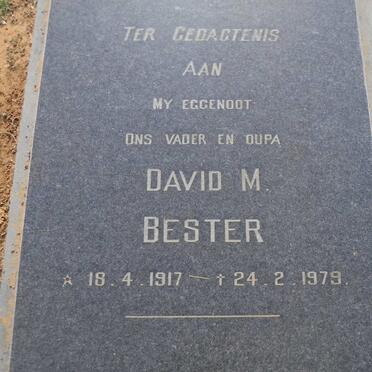 TER GEDAGTENIS
AAN
MY EGGENOOT
ONS VADER EN OUPA
DAVID M.
BESTER
* 18.4.1917 — † 24.2.1979.